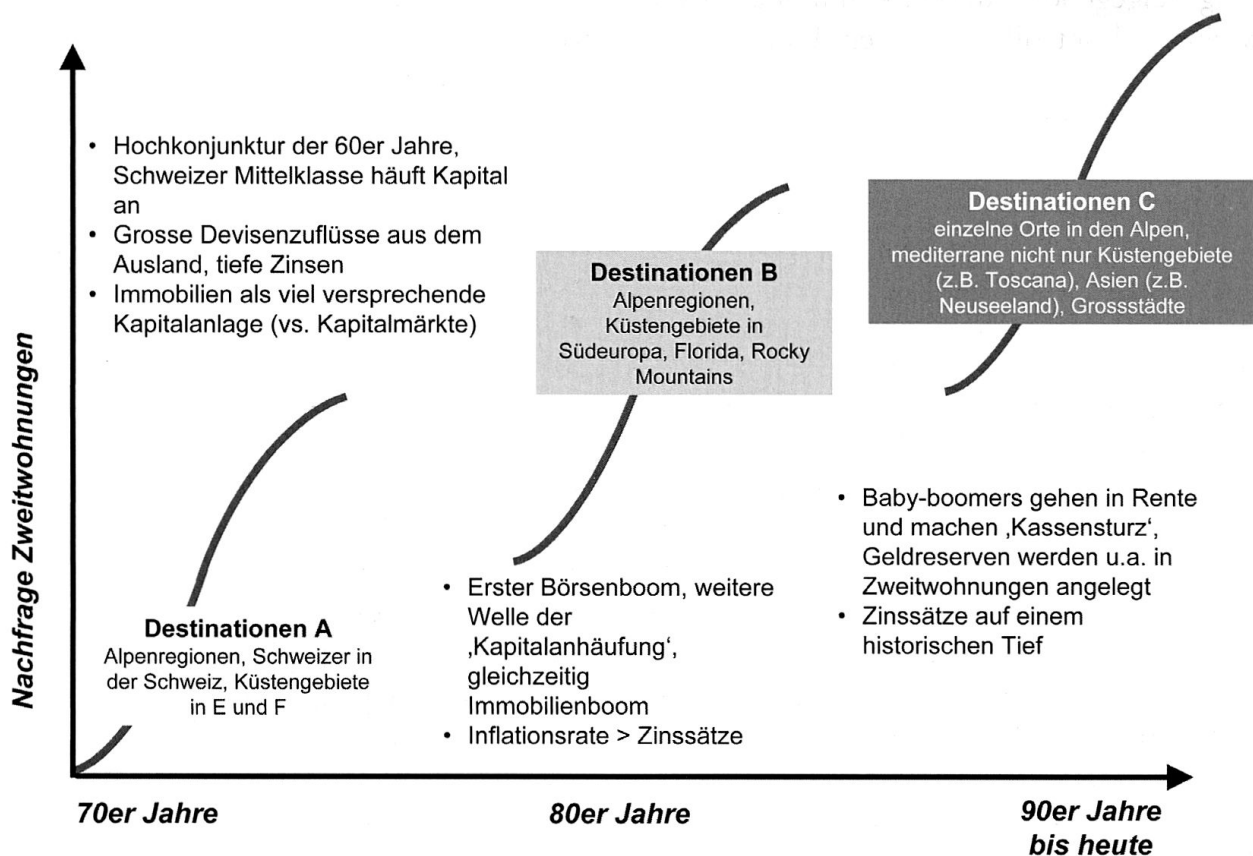 Nachfrage Zweitwohnungen
• Hochkonjunktur der 60er Jahre,
Schweizer Mittelklasse häuft Kapital
an
• Grosse Devisenzuflüsse aus dem
Ausland, tiefe Zinsen
• Immobilien als viel versprechende
Kapitalanlage (vs. Kapitalmärkte)
Destinationen A
Alpenregionen, Schweizer in
der Schweiz, Küstengebiete
in E und F
Destinationen B
Alpenregionen,
Küstengebiete in
Südeuropa, Florida, Rocky
Mountains
• Erster Börsenboom, weitere
Welle der
‚Kapitalanhäufung‘,
gleichzeitig
Immobilienboom
• Inflationsrate > Zinssätze
Destinationen C
einzelne Orte in den Alpen,
mediterrane nicht nur Küstengebiete
(z.B. Toscana), Asien (z.B.
Neuseeland), Grossstädte
• Baby-boomers gehen in Rente
und machen ‚Kassensturz‘,
Geldreserven werden u.a. in
Zweitwohnungen angelegt
• Zinssätze auf einem
historischen Tief
70er Jahre
80er Jahre
90er Jahre
bis heute